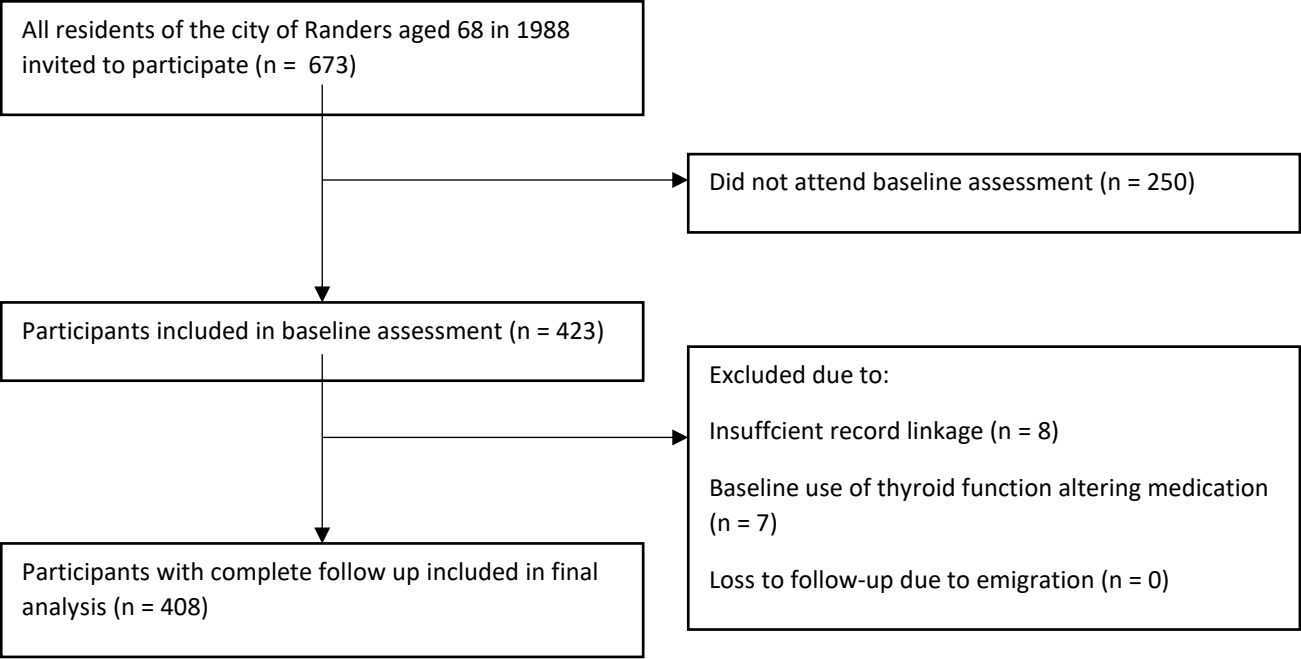 All residents of the city of Randers aged 68 in 1988
invited to participate (n =  673)
Did not attend baseline assessment (n = 250)
Participants included in baseline assessment (n = 423)
Excluded due to:
Insuffcient record linkage (n = 8)
Baseline use of thyroid function altering medication
(n = 7)
Loss to follow-up due to emigration (n = 0)
Participants with complete follow up included in final
analysis (n = 408)